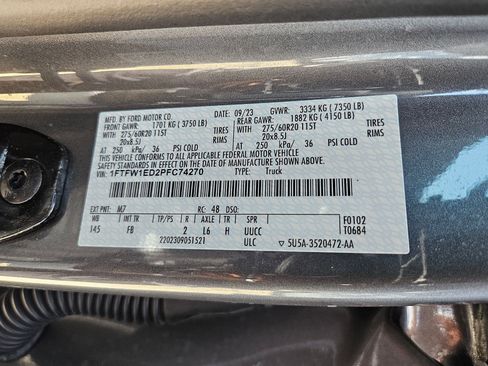 MFD. BY FORD MOTOR CO.
DATE: 09/23 GVWR: 3334 KG ( 7350 LB)
FRONT GAWR: 1701 KG ( 3750 LB) REAR GAWR: 1882 KG ( 4150 LB)
275/60R20 115T TIRES WITH 275/60R20 115T TIRES
20x8.5J RIMS 20x8.5J RIMS
AT 250 kPa/ 36 PSI COLD AT 250 kPa/ 36 PSI COLD
THIS VEHICLE CONFORMS TO ALL APPLICABLE FEDERAL MOTOR VEHICLE
SAFETY STANDARDS IN EFFECT ON THE DATE OF MANUFACTURE SHOWN ABOVE.
VIN: 1FTFW1ED2PFC74270 TYPE: Truck
EXT PNT: M7 RC: 48 DSO:
WB TP/PS AXLE TR SPR F0102
145 FB 2 L6 H UUCC T0684
2202309051521 ULC 5U5A-3520472-AA